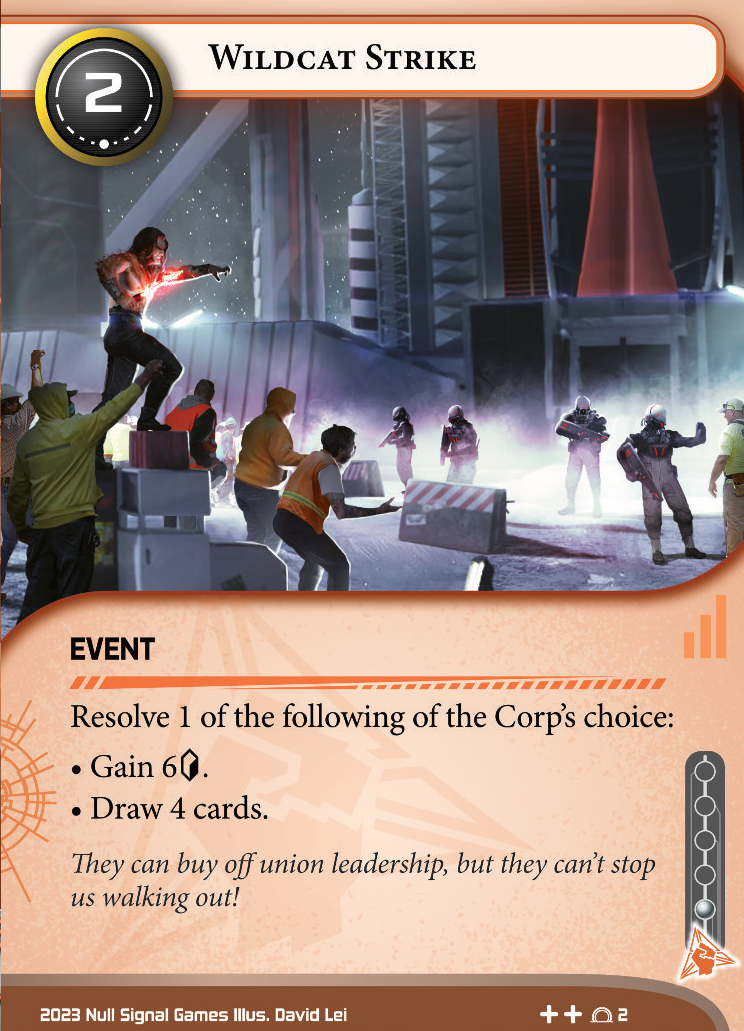 2
Wildcat Strike
EVENT
Resolve 1 of the following of the Corp's choice:
• Gain 6.
• Draw 4 cards.
They can buy off union leadership, but they can't stop
us walking out!
2023 Null Signal Games Illus. David Lei
2